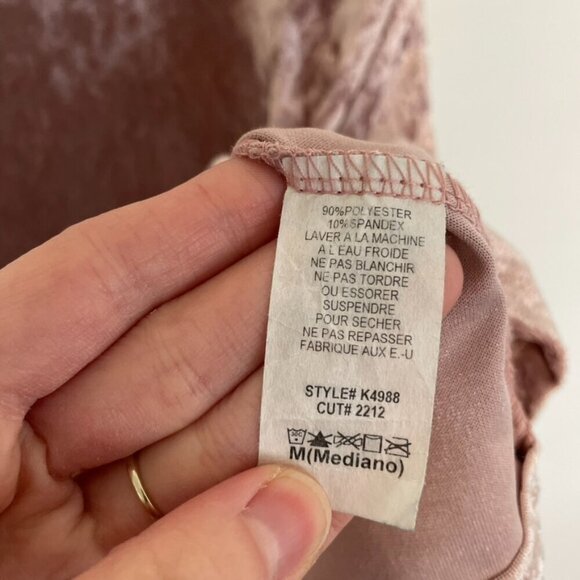 90%POLYESTER
10%SPANDEX
LAVER A LA MACHINE
A L'EAU FROIDE
NE PAS BLANCHIR
NE PAS TORDRE
OU ESSORER
SUSPENDRE
POUR SECHER
NE PAS REPASSER
FABRIQUE AUX E.-U
STYLE# K4988
CUT# 2212
M(Mediano)